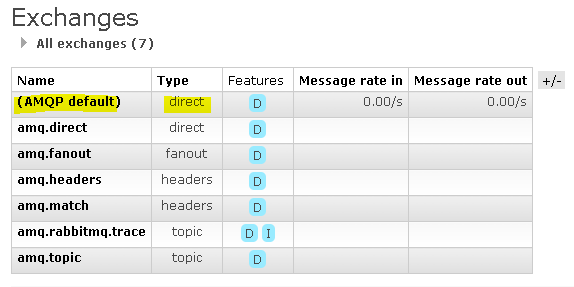 Exchanges
All exchanges (7)
Name Type Features Message rate in Message rate out +/-
(AMQP default) direct D 0.00/s 0.00/s
amq.direct direct D
amq.fanout fanout D
amq.headers headers D
amq.match headers D
amq.rabbitmq.trace topic D I
amq.topic topic D